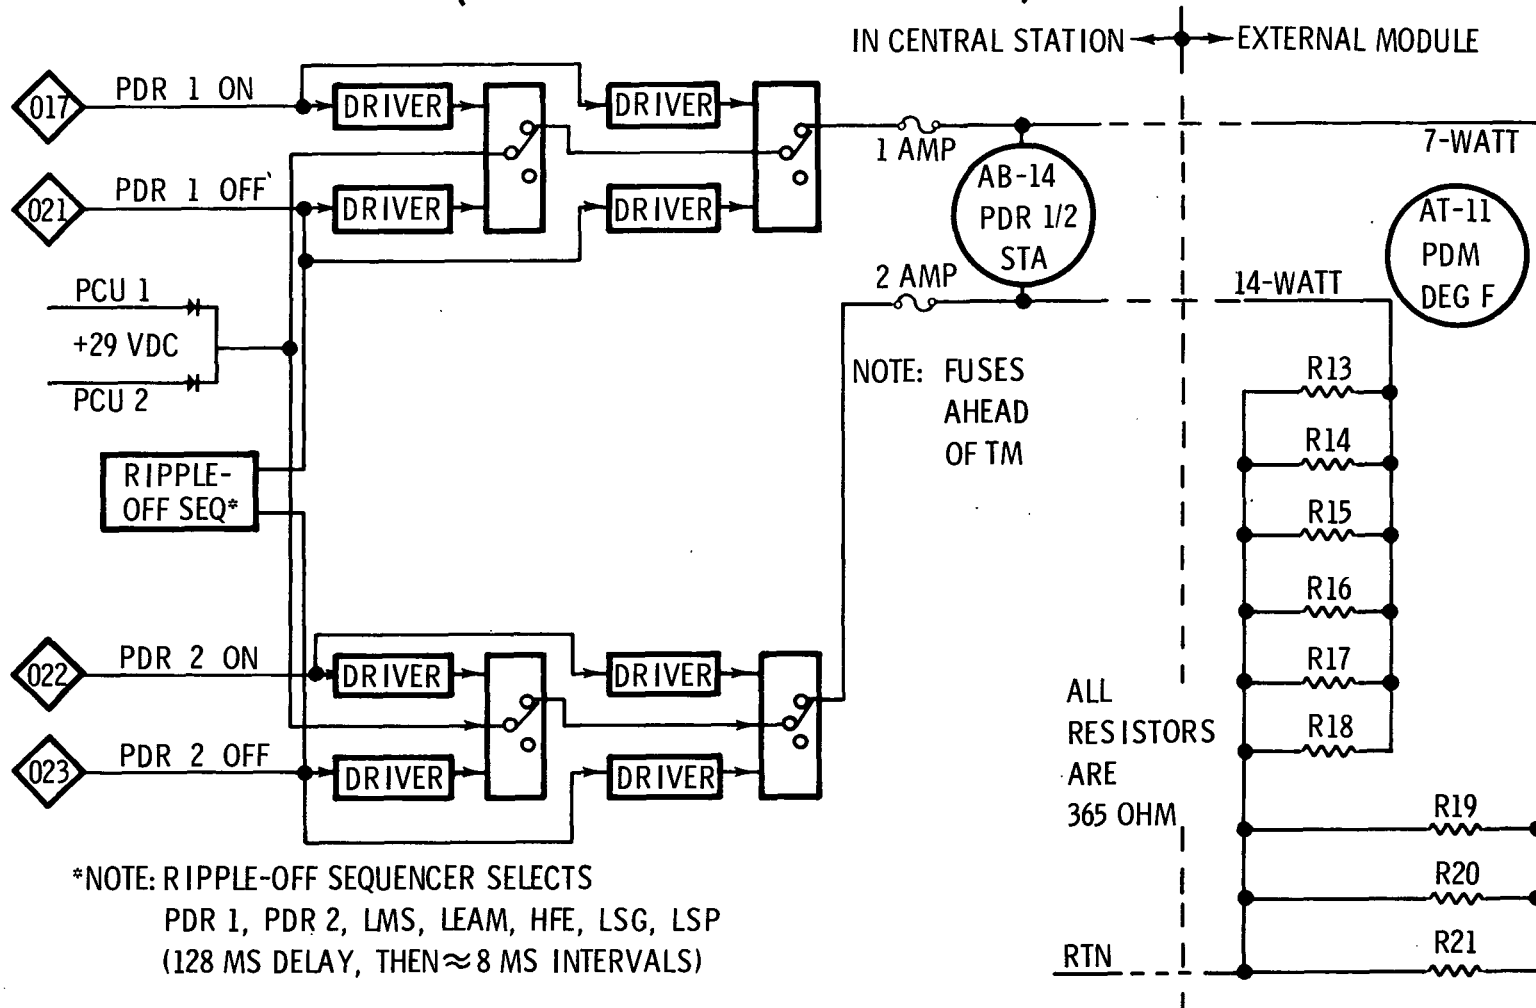 IN CENTRAL STATION
EXTERNAL MODULE
017
PDR 1 ON
DRIVER
DRIVER
1 AMP
7-WATT
021
PDR 1 OFF
DRIVER
DRIVER
AB-14
PDR 1/2
STA
AT-11
PDM
DEG F
PCU 1
+29 VDC
PCU 2
2 AMP
14-WATT
NOTE: FUSES
AHEAD
OF TM
RIPPLE-
OFF SEQ*
R13
R14
R15
R16
R17
R18
022
PDR 2 ON
DRIVER
DRIVER
023
PDR 2 OFF
DRIVER
DRIVER
ALL
RESISTORS
ARE
365 OHM
R19
R20
R21
RTN
*NOTE: RIPPLE-OFF SEQUENCER SELECTS
PDR 1, PDR 2, LMS, LEAM, HFE, LSG, LSP
(128 MS DELAY, THEN ≈ 8 MS INTERVALS)